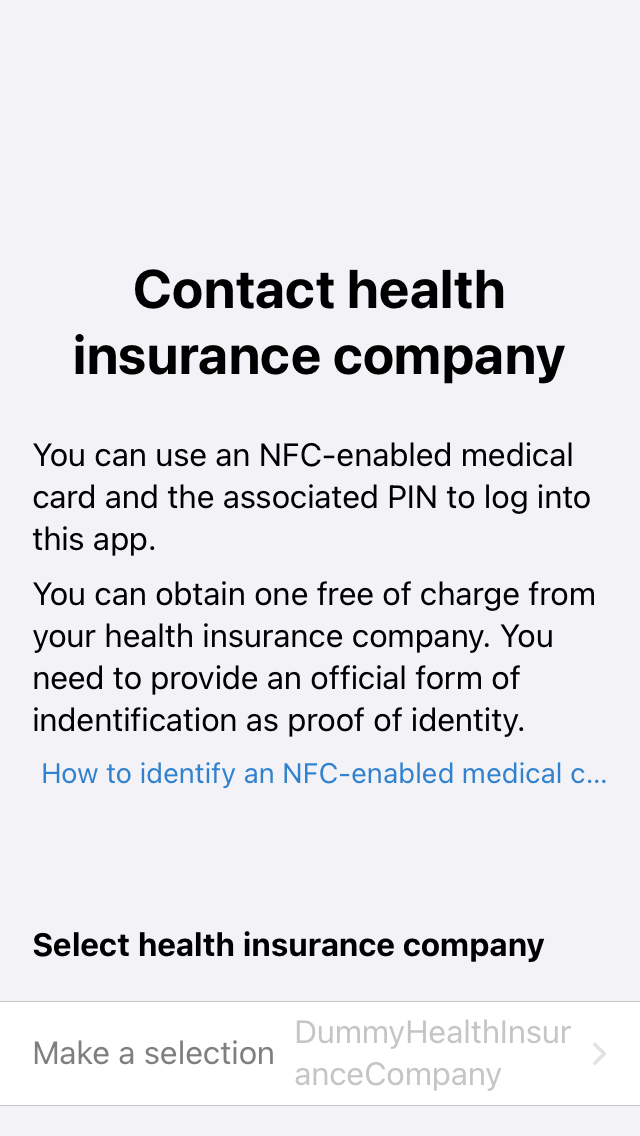 Contact health
insurance company
You can use an NFC-enabled medical
card and the associated PIN to log into
this app.
You can obtain one free of charge from
your health insurance company. You
need to provide an official form of
indentification as proof of identity.
How to identify an NFC-enabled medical c...
Select health insurance company
Make a selection
DummyHealthInsur
anceCompany